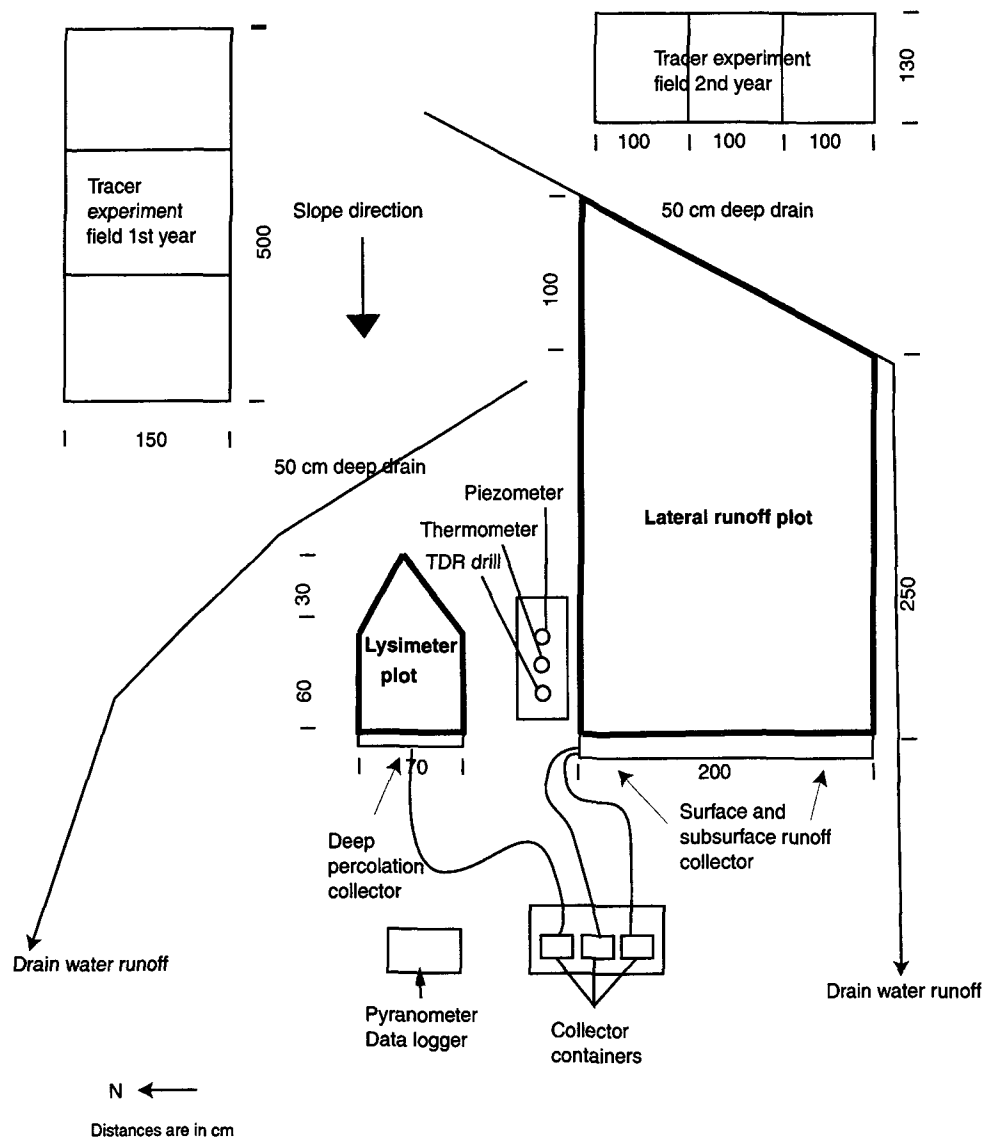 Tracer experiment
field 2nd year
130
100
100
100
Tracer
experiment
field 1st year
500
150
Slope direction
50 cm deep drain
100
50 cm deep drain
Piezometer
Thermometer
TDR drill
Lateral runoff plot
250
30
60
Lysimeter
plot
70
200
Deep
percolation
collector
Surface and
subsurface runoff
collector
Drain water runoff
Drain water runoff
Pyranometer
Data logger
Collector
containers
N
Distances are in cm